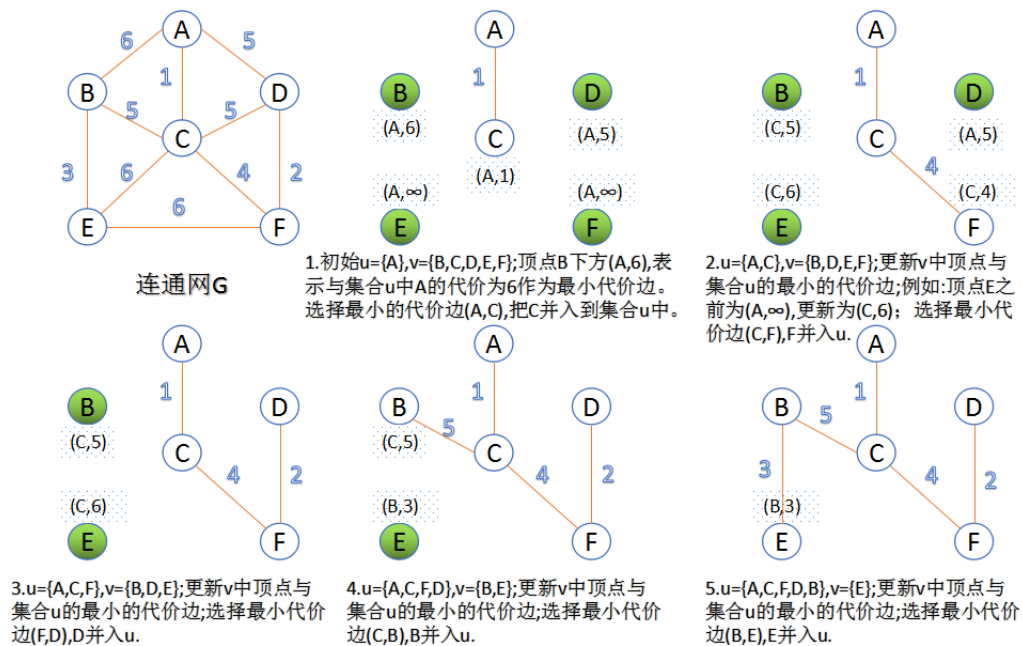 A
6
5
1
B
D
5
5
C
3
6
4
2
6
E
F
连通网G
A
1
B
D
(A,6)
C
(A,5)
(A,1)
(A,∞)
(A,∞)
E
F
1.初始u={A},v={B,C,D,E,F};顶点B下方(A,6),表
示与集合u中A的代价为6作为最小代价边。
选择最小的代价边(A,C),把C并入到集合u中。
A
1
B
D
(C,5)
C
(A,5)
4
(C,6)
(C,4)
E
F
2.u={A,C},v={B,D,E,F};更新v中顶点与
集合u的最小的代价边;例如:顶点E之
前为(A,∞),更新为(C,6)；选择最小代
价边(C,F),F并入u.
A
1
B
D
(C,5)
C
4
2
(C,6)
E
F
3.u={A,C,F},v={B,D,E};更新v中顶点与
集合u的最小的代价边;选择最小代价
边(F,D),D并入u.
A
1
B
D
5
(C,5)
C
4
2
(B,3)
E
F
4.u={A,C,F,D},v={B,E};更新v中顶点与
集合u的最小的代价边;选择最小代价
边(C,B),B并入u.
A
1
B
D
5
C
3
4
2
(B,3)
E
F
5.u={A,C,F,D,B},v={E};更新v中顶点与
集合u的最小的代价边;选择最小代价
边(B,E),E并入u.